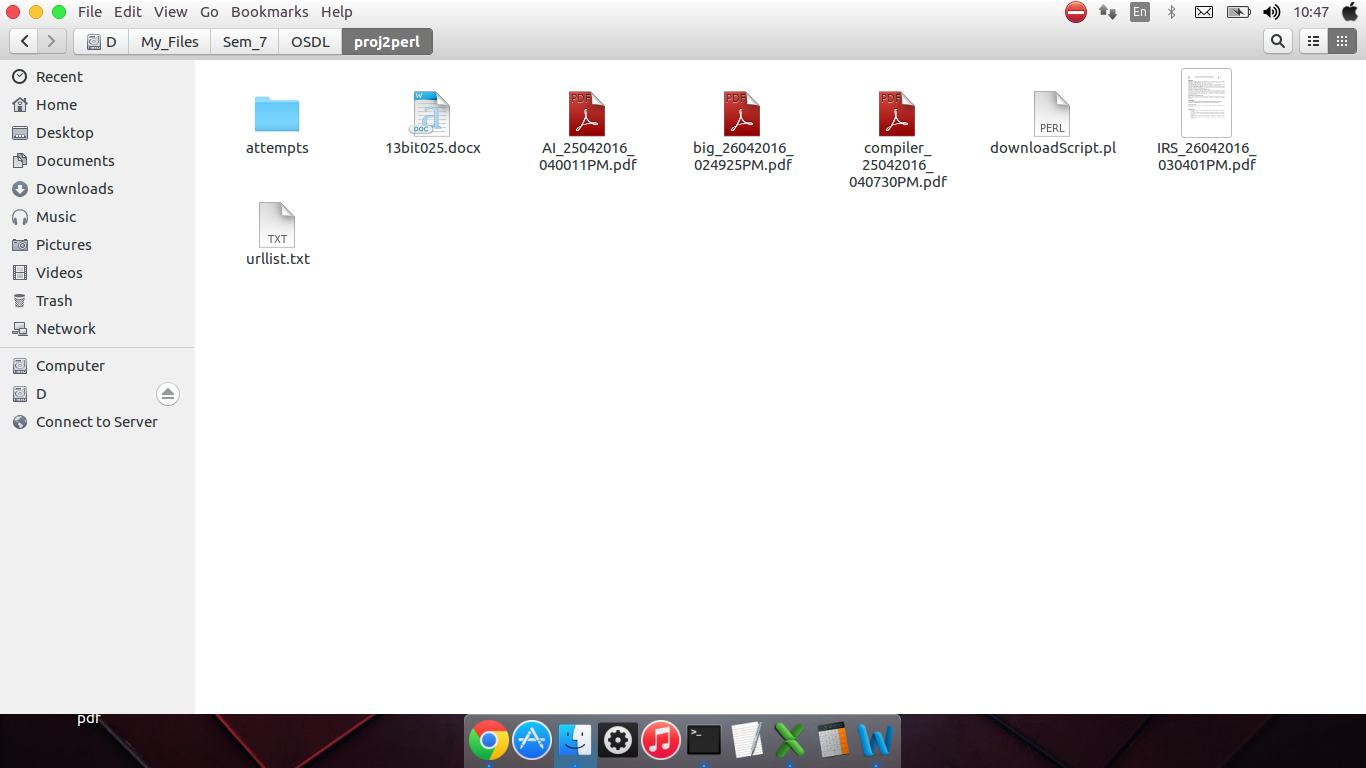 File Edit View Go Bookmarks Help
En
10:47
D My_Files Sem_7 OSDL proj2perl
Recent
Home
Desktop
Documents
Downloads
Music
Pictures
Videos
Trash
Network
Computer
D
Connect to Server
attempts
W
a
DOC
13bit025.docx
PDF
AI_25042016_
040011PM.pdf
PDF
big_26042016_
024925PM.pdf
PDF
compiler_
25042016_
040730PM.pdf
PERL
downloadScript.pl
IRS_26042016_
030401PM.pdf
TXT
urllist.txt
pdf
>_